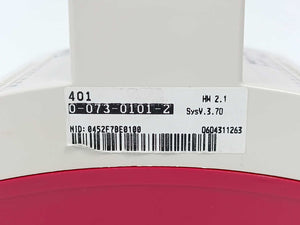 401
HW 2.1
0-073-0101-2
SysV.3.70
NID: 0452F7BE0100
0604311263